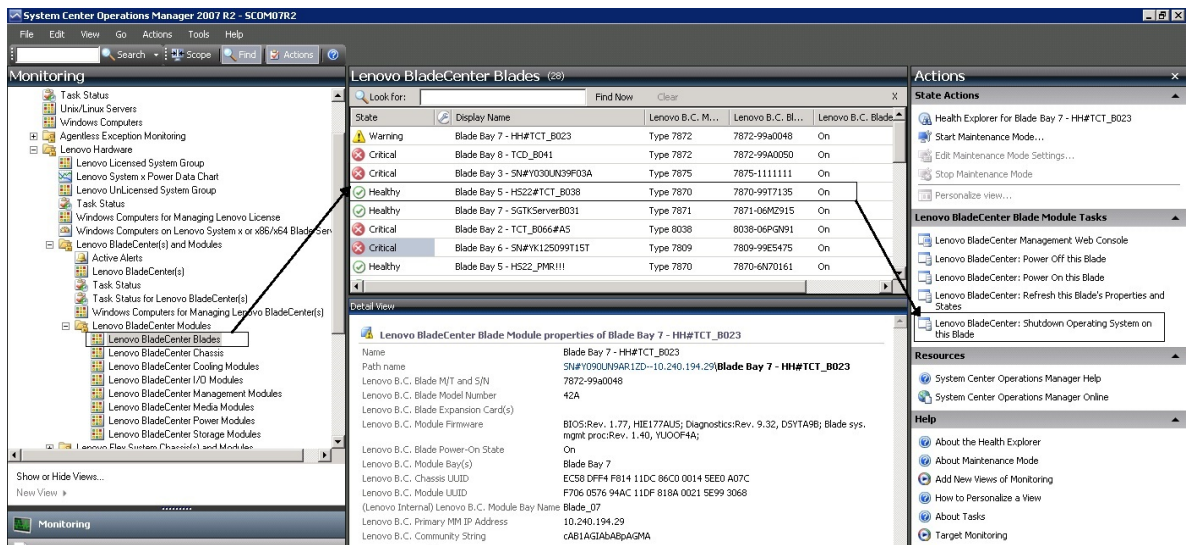 System Center Operations Manager 2007 R2 - SCOM07R2
File Edit View Go Actions Tools Help
Search Scope Find Actions
Monitoring
Task Status
Unix/Linux Servers
Windows Computers
Agentless Exception Monitoring
Lenovo Hardware
Lenovo Licensed System Group
Lenovo System x Power Data Chart
Lenovo UnLicensed System Group
Task Status
Windows Computers for Managing Lenovo License
Windows Computers on Lenovo System x or x86/x64 Blade Serv
Lenovo BladeCenter(s) and Modules
Active Alerts
Lenovo BladeCenter(s)
Task Status
Task Status for Lenovo BladeCenter(s)
Windows Computers for Managing Lenovo BladeCenter(s)
Lenovo BladeCenter Modules
Lenovo BladeCenter Blades
Lenovo BladeCenter Chassis
Lenovo BladeCenter Cooling Modules
Lenovo BladeCenter I/O Modules
Lenovo BladeCenter Management Modules
Lenovo BladeCenter Media Modules
Lenovo BladeCenter Power Modules
Lenovo BladeCenter Storage Modules
Lenovo Flex System Chassis(s) and Modules
Show or Hide Views...
New View
Monitoring
Lenovo BladeCenter Blades (28)
Look for: Find Now Clear X
State Display Name Lenovo B.C. M... Lenovo B.C. Bl... Lenovo B.C. Blade
Warning Blade Bay 7 - HH#TCT_B023 Type 7872 7872-99a0048 On
Critical Blade Bay 8 - TCD_B041 Type 7872 7872-99A0050 On
Critical Blade Bay 3 - SN#Y030UN39F03A Type 7875 7875-1111111 On
Healthy Blade Bay 5 - HS22#TCT_B038 Type 7870 7870-99T7135 On
Healthy Blade Bay 7 - SGTKServerB031 Type 7871 7871-06MZ915 On
Critical Blade Bay 2 - TCT_B066#AS Type 8038 8038-06PGN91 On
Critical Blade Bay 6 - SN#YK125099T15T Type 7809 7809-99E5475 On
Healthy Blade Bay 5 - HS22_PMR!!! Type 7870 7870-6N70161 On
Detail View
Lenovo BladeCenter Blade Module properties of Blade Bay 7 - HH#TCT_B023
Name Blade Bay 7 - HH#TCT_B023
Path name SN#Y090UN9AR1ZD--10.240.194.29\Blade Bay 7 - HH#TCT_B023
Lenovo B.C. Blade M/T and S/N 7872-99a0048
Lenovo B.C. Blade Model Number 42A
Lenovo B.C. Blade Expansion Card(s)
Lenovo B.C. Module Firmware BIOS:Rev. 1.77, HIE177AUS; Diagnostics:Rev. 9.32, DSYTA9B; Blade sys.
mgmt proc:Rev. 1.40, YUOOF4A;
Lenovo B.C. Blade Power-On State On
Lenovo B.C. Module Bay(s) Blade Bay 7
Lenovo B.C. Chassis UUID EC58 DFF4 F814 11DC 86C0 0014 5EE0 A07C
Lenovo B.C. Module UUID F706 0576 94AC 11DF 818A 0021 5E99 3068
(Lenovo Internal) Lenovo B.C. Module Bay Name Blade_07
Lenovo B.C. Primary MM IP Address 10.240.194.29
Lenovo B.C. Community String cAB1AGIAbABpAGMA
Actions x
State Actions
Health Explorer for Blade Bay 7 - HH#TCT_B023
Start Maintenance Mode...
Edit Maintenance Mode Settings...
Stop Maintenance Mode
Personalize view...
Lenovo BladeCenter Blade Module Tasks
Lenovo BladeCenter Management Web Console
Lenovo BladeCenter: Power Off this Blade
Lenovo BladeCenter: Power On this Blade
Lenovo BladeCenter: Refresh this Blade's Properties and
States
Lenovo BladeCenter: Shutdown Operating System on
this Blade
Resources
System Center Operations Manager Help
System Center Operations Manager Online
Help
About the Health Explorer
About Maintenance Mode
Add New Views of Monitoring
How to Personalize a View
About Tasks
Target Monitoring